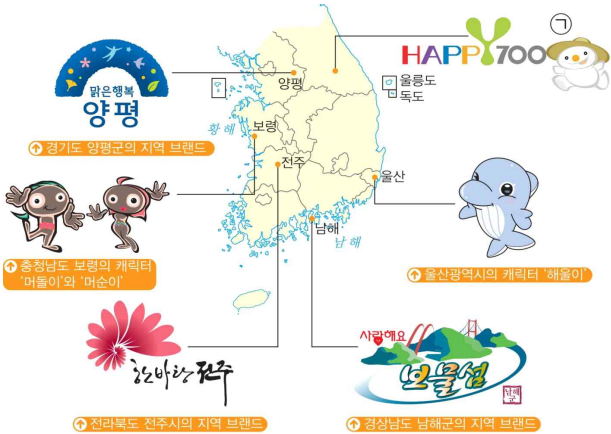 HAPPY700
㉠
맑은행복
양평
경기도 양평군의 지역 브랜드
양평
울릉도
독도
황해
보령
전주
울산
남해
남해
충청남도 보령의 캐릭터
'머돌이'와 '머순이'
울산광역시의 캐릭터 '해울이'
한바탕전주
전라북도 전주시의 지역 브랜드
사랑해요
보물섬
남해군
경상남도 남해군의 지역 브랜드